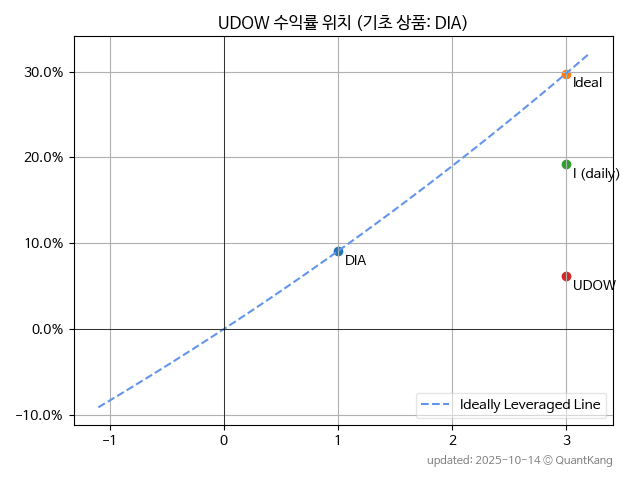 UDOW 수익률 위치 (기초 상품: DIA)
30.0%
20.0%
10.0%
0.0%
-10.0%
Ideal
I (daily)
DIA
UDOW
Ideally Leveraged Line
-1 0 1 2 3
updated: 2025-10-14 © QuantKang